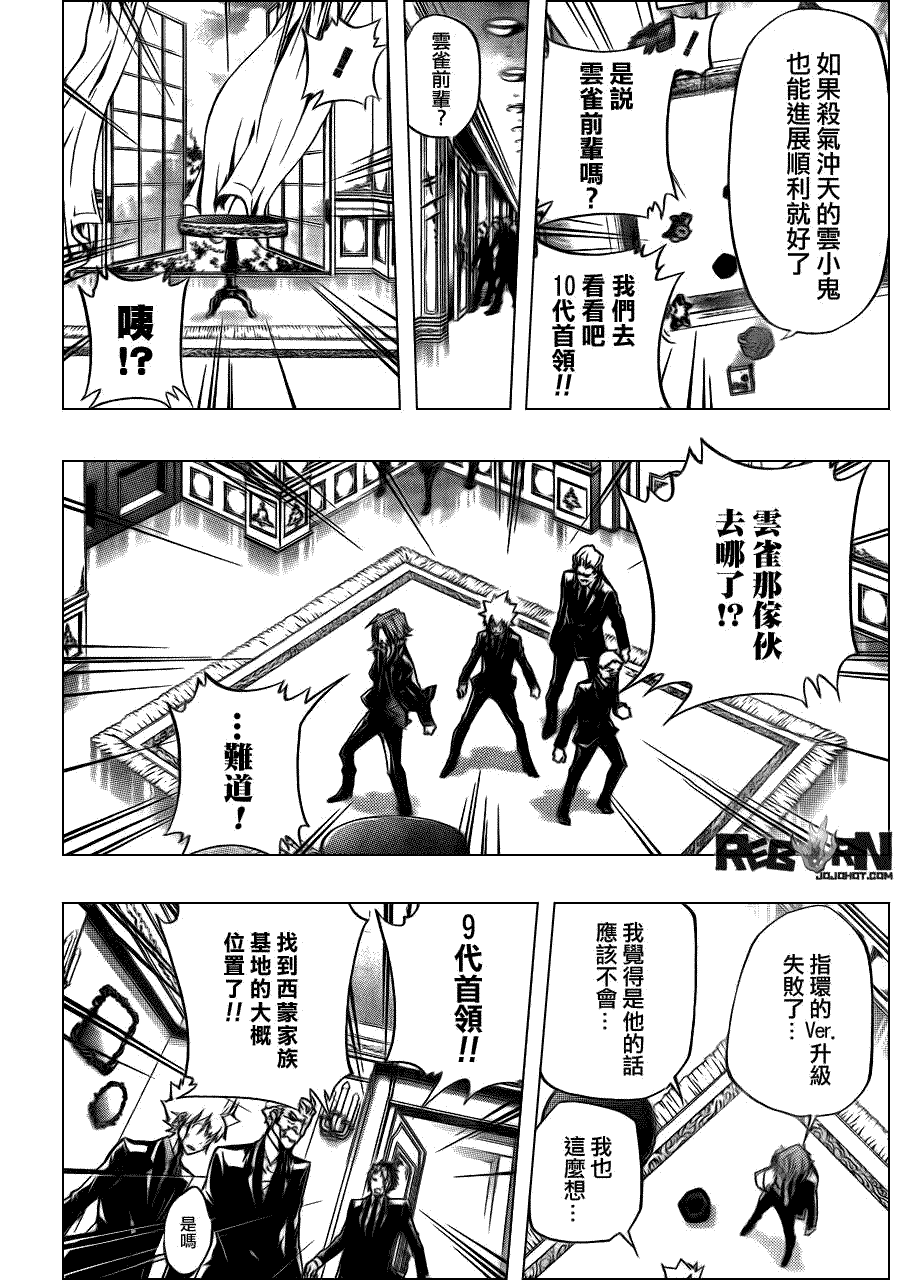 如果殺氣沖天的雲小鬼
也能進展順利就好了
!
是說
雲雀前輩嗎?
我們去
看看吧
10代首領!!
雲雀前輩?
!
咦!?
雲雀那傢伙
去哪了!?
…難道!
REBORN
JOJOHOT.COM
指環的Ver.升級
失敗了…
我覺得是他的話
應該不會…
我也
這麼想…
9代首領!!
找到西蒙家族
基地的大概
位置了!!
是嗎